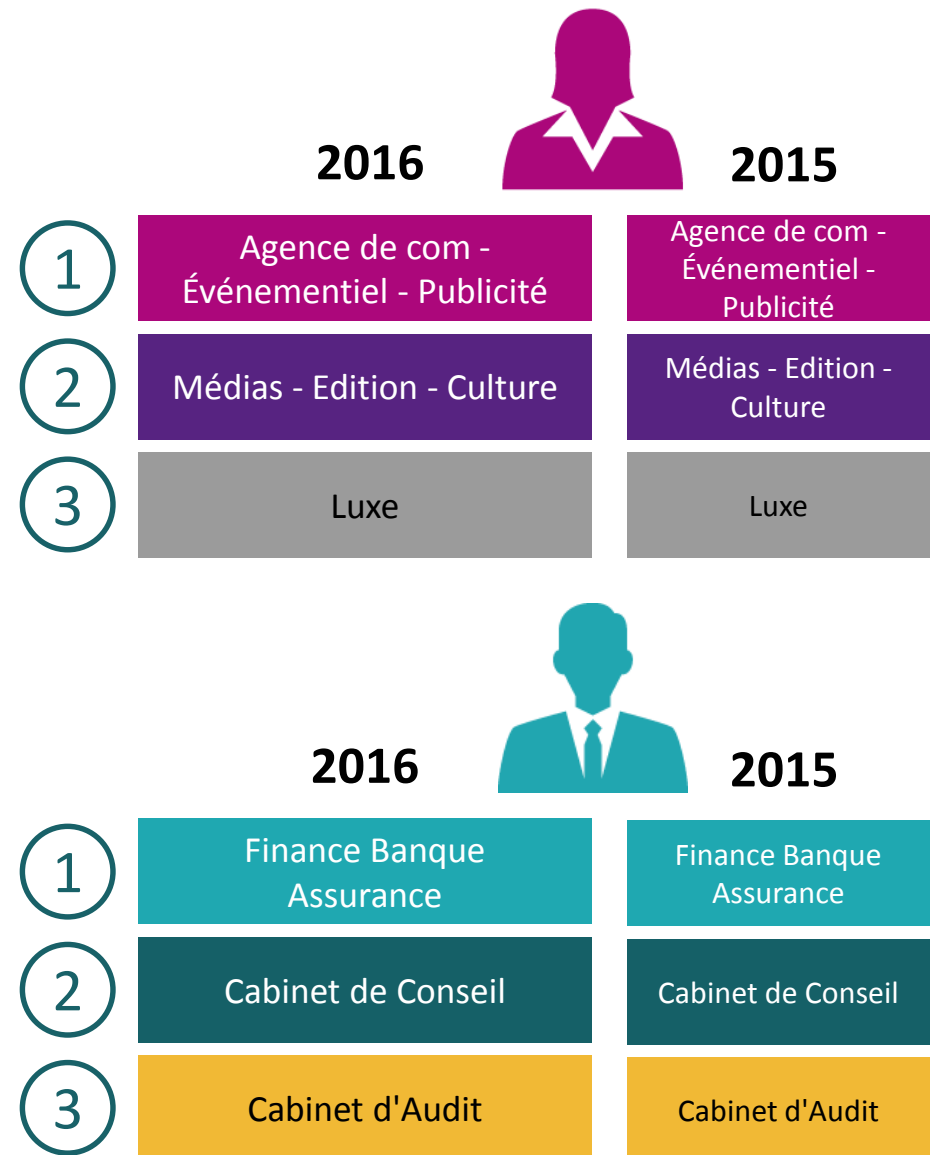 2016
2015
1
Agence de com -
Événementiel - Publicité
Agence de com -
Événementiel -
Publicité
2
Médias - Edition - Culture
Médias - Edition -
Culture
3
Luxe
Luxe
2016
2015
1
Finance Banque
Assurance
Finance Banque
Assurance
2
Cabinet de Conseil
Cabinet de Conseil
3
Cabinet d'Audit
Cabinet d'Audit